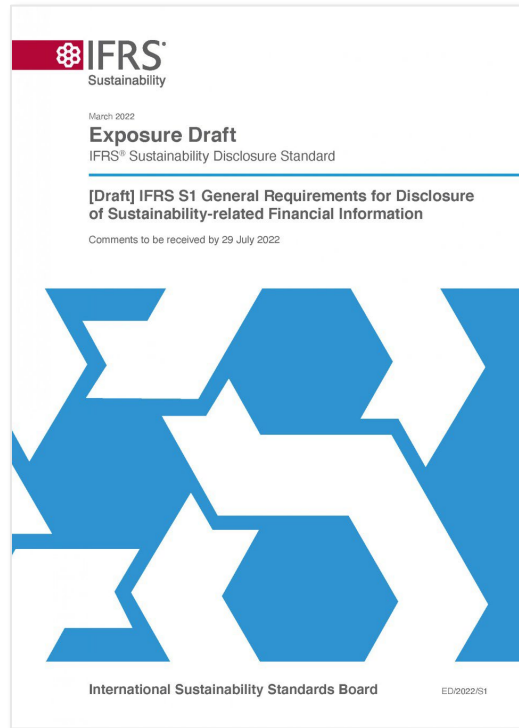 IFRS®
Sustainability
March 2022
Exposure Draft
IFRS® Sustainability Disclosure Standard
[Draft] IFRS S1 General Requirements for Disclosure
of Sustainability-related Financial Information
Comments to be received by 29 July 2022
International Sustainability Standards Board
ED/2022/S1